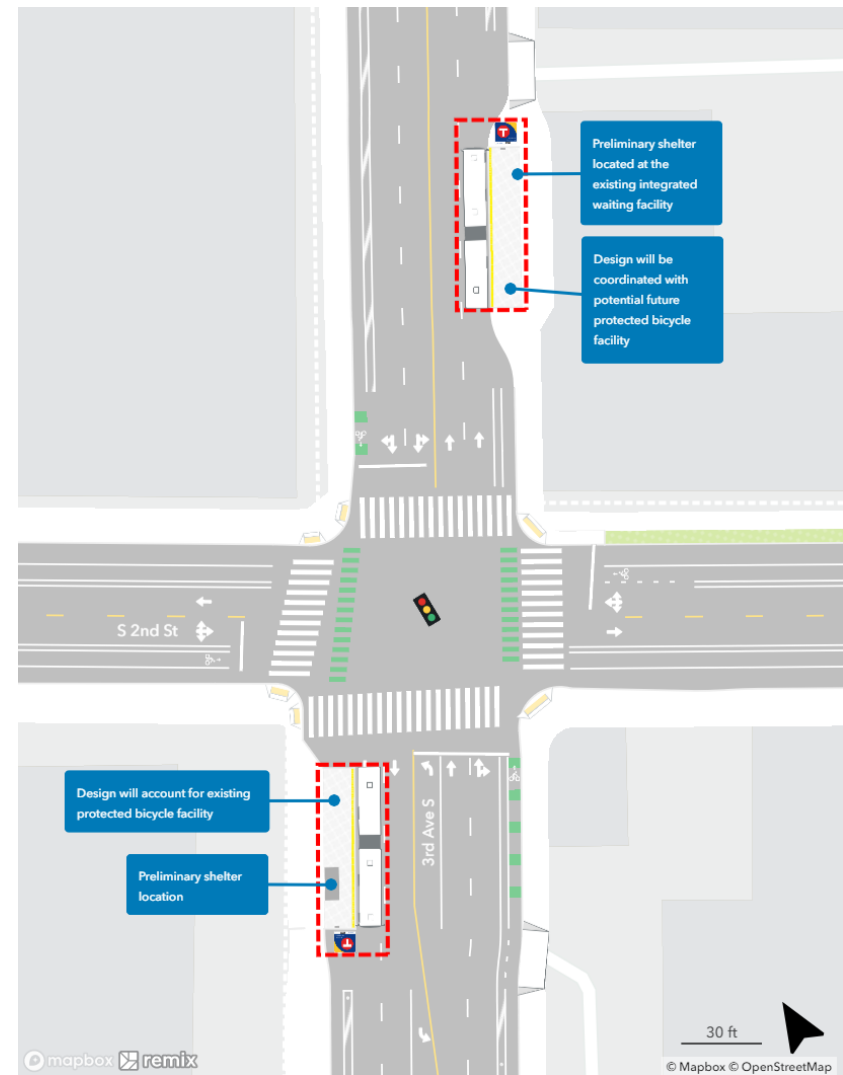 Preliminary shelter
located at the
existing integrated
waiting facility
Design will be
coordinated with
potential future
protected bicycle
facility
S 2nd St
Design will account for existing
protected bicycle facility
Preliminary shelter
location
3rd Ave S
30 ft
mapbox remix
© Mapbox © OpenStreetMap